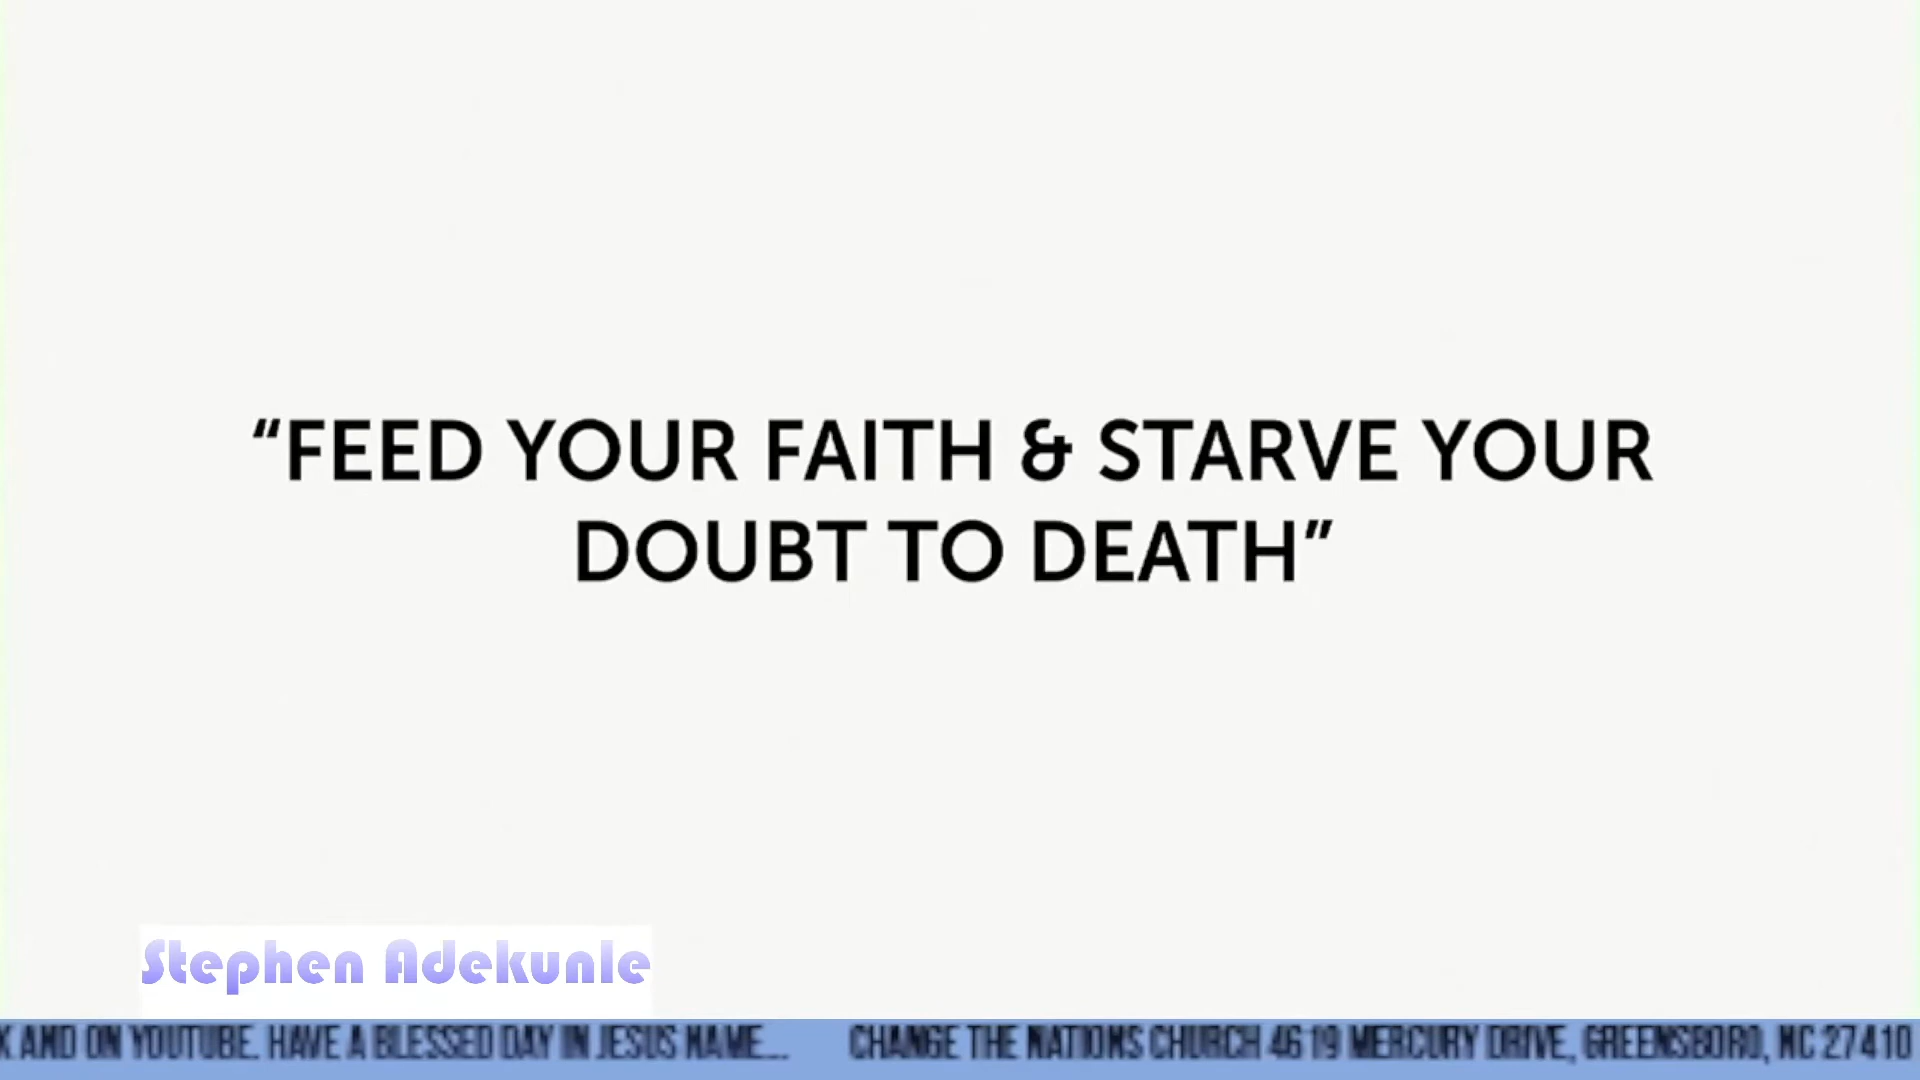 “FEED YOUR FAITH & STARVE YOUR
DOUBT TO DEATH”
Stephen Adekunle
K AND ON YOUTUBE. HAVE A BLESSED DAY IN JESUS NAME... CHANGE THE NATIONS CHURCH 4619 MERCURY DRIVE, GREENSBORO, NC 27410